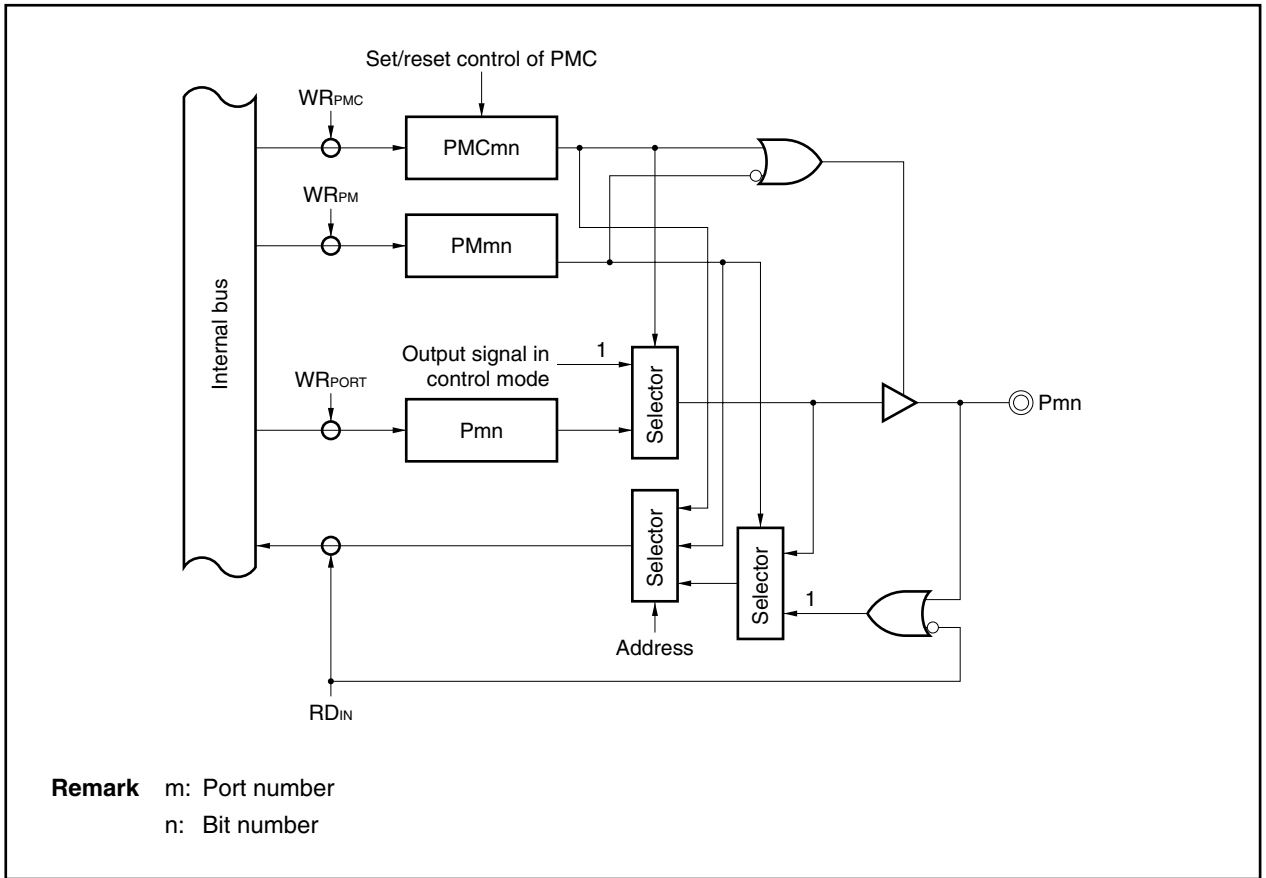 Set/reset control of PMC
WRPMC
PMCmn
WRPM
PMmn
Internal bus
Output signal in
control mode
1
Selector
WRPORT
Pmn
Pmn
Selector
Selector
1
Address
RDIN
Remark m: Port number
n: Bit number